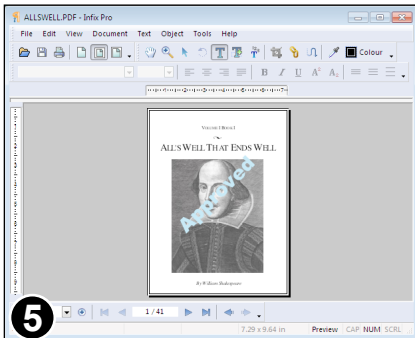 ALLSWELL.PDF - Infix Pro
File Edit View Document Text Object Tools Help
Colour
B I U A A
VOLUME I BOOK I
ALL'S WELL THAT ENDS WELL
Approved
By William Shakespeare
5
1 / 41
7.29 x 9.64 in Preview CAP NUM SCRL